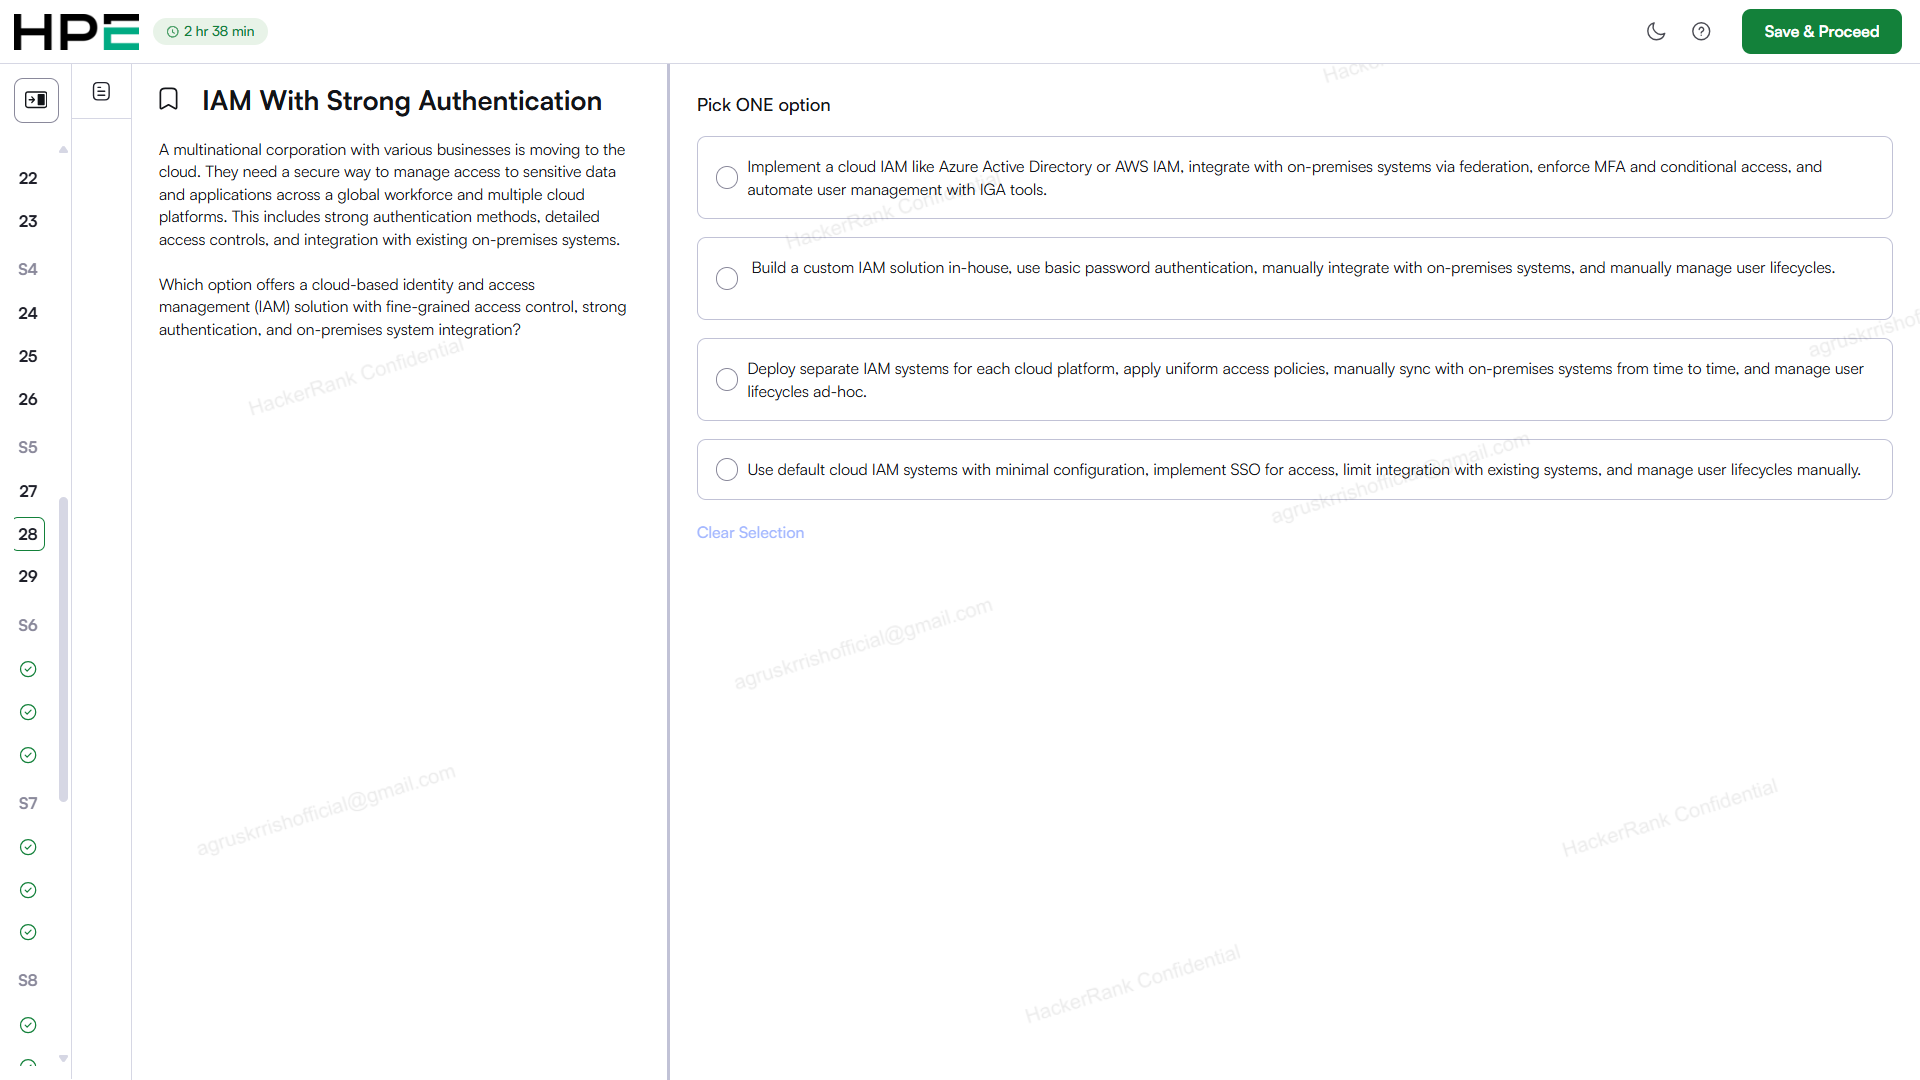 HPE
2 hr 38 min
Save & Proceed
22
23
S4
24
25
26
S5
27
28
29
S6
S7
S8
IAM With Strong Authentication
A multinational corporation with various businesses is moving to the
cloud. They need a secure way to manage access to sensitive data
and applications across a global workforce and multiple cloud
platforms. This includes strong authentication methods, detailed
access controls, and integration with existing on-premises systems.
Which option offers a cloud-based identity and access
management (IAM) solution with fine-grained access control, strong
authentication, and on-premises system integration?
Pick ONE option
Implement a cloud IAM like Azure Active Directory or AWS IAM, integrate with on-premises systems via federation, enforce MFA and conditional access, and
automate user management with IGA tools.
Build a custom IAM solution in-house, use basic password authentication, manually integrate with on-premises systems, and manually manage user lifecycles.
Deploy separate IAM systems for each cloud platform, apply uniform access policies, manually sync with on-premises systems from time to time, and manage user
lifecycles ad-hoc.
Use default cloud IAM systems with minimal configuration, implement SSO for access, limit integration with existing systems, and manage user lifecycles manually.
Clear Selection
HackerRank Confidential
HackerRank Confidential
agruskrrishofficial@gmail.com
agruskrrishofficial@gmail.com
agruskrrishofficial@gmail.com
HackerRank Confidential
HackerRank Confidential